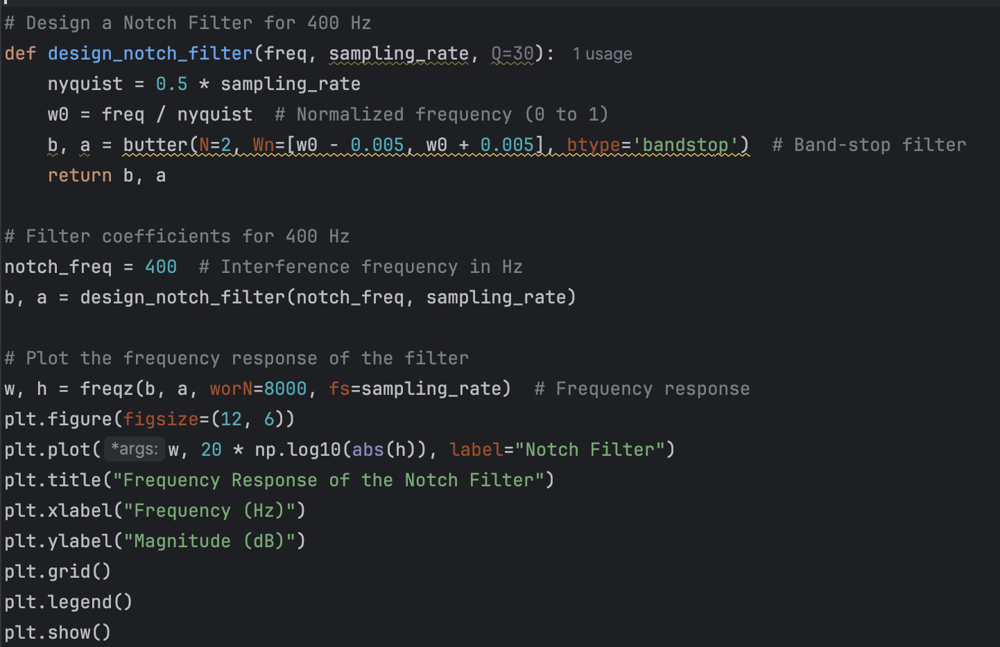 # Design a Notch Filter for 400 Hz
def design_notch_filter(freq, sampling_rate, Q=30): 1 usage
    nyquist = 0.5 * sampling_rate
    w0 = freq / nyquist  # Normalized frequency (0 to 1)
    b, a = butter(N=2, Wn=[w0 - 0.005, w0 + 0.005], btype='bandstop')  # Band-stop filter
    return b, a
# Filter coefficients for 400 Hz
notch_freq = 400  # Interference frequency in Hz
b, a = design_notch_filter(notch_freq, sampling_rate)
# Plot the frequency response of the filter
w, h = freqz(b, a, worN=8000, fs=sampling_rate)  # Frequency response
plt.figure(figsize=(12, 6))
plt.plot( *args: w, 20 * np.log10(abs(h)), label="Notch Filter")
plt.title("Frequency Response of the Notch Filter")
plt.xlabel("Frequency (Hz)")
plt.ylabel("Magnitude (dB)")
plt.grid()
plt.legend()
plt.show()